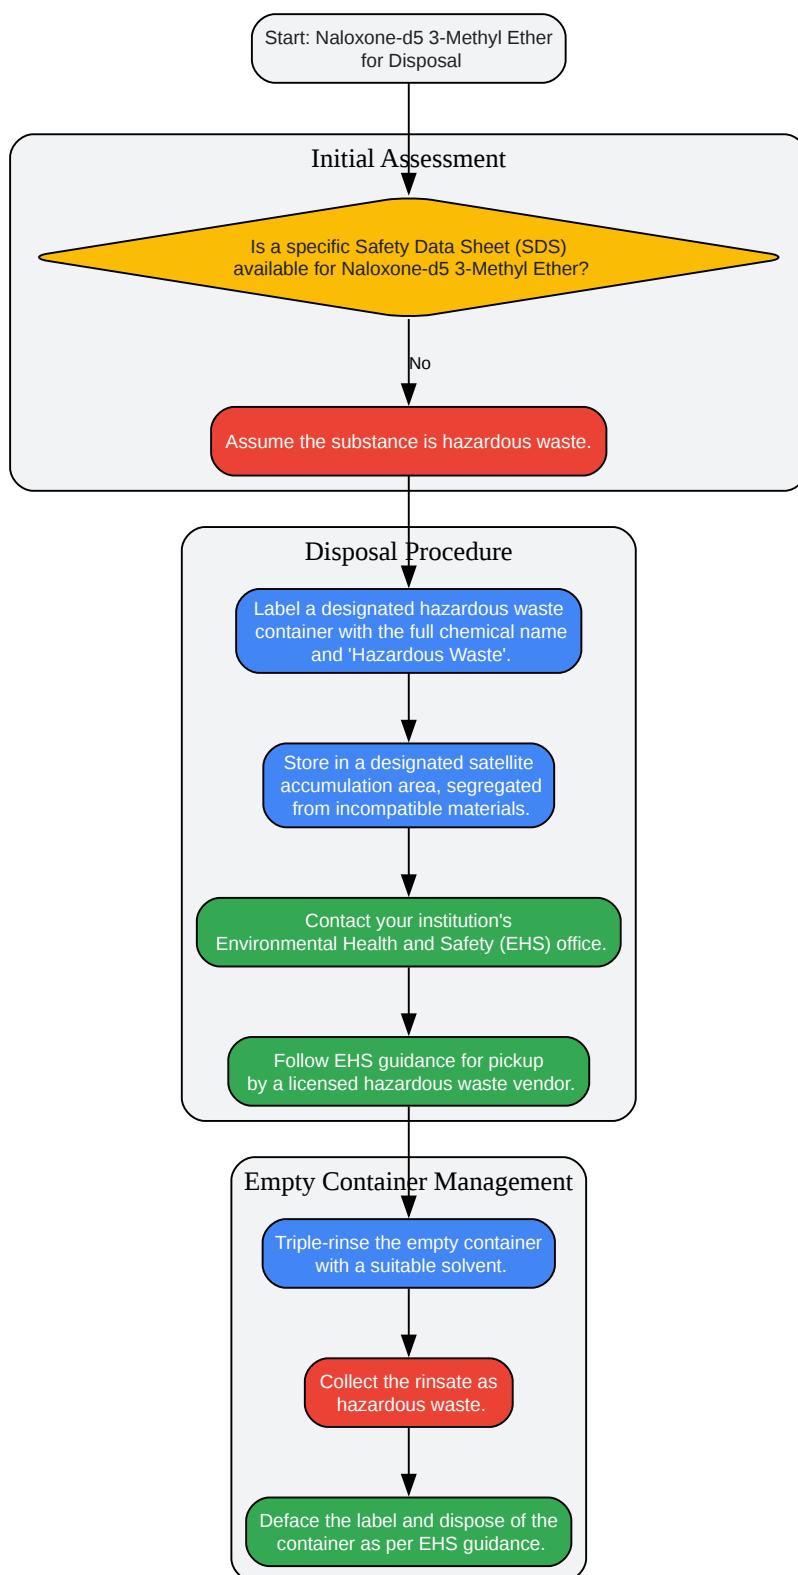 Start: Naloxone-d5 3-Methyl Ether
for Disposal
Initial Assessment
Is a specific Safety Data Sheet (SDS)
available for Naloxone-d5 3-Methyl Ether?
No
Assume the substance is hazardous waste.
Disposal Procedure
Label a designated hazardous waste
container with the full chemical name
and 'Hazardous Waste'.
Store in a designated satellite
accumulation area, segregated
from incompatible materials.
Contact your institution's
Environmental Health and Safety (EHS) office.
Follow EHS guidance for pickup
by a licensed hazardous waste vendor.
Empty Container Management
Triple-rinse the empty container
with a suitable solvent.
Collect the rinsate as
hazardous waste.
Deface the label and dispose of the
container as per EHS guidance.